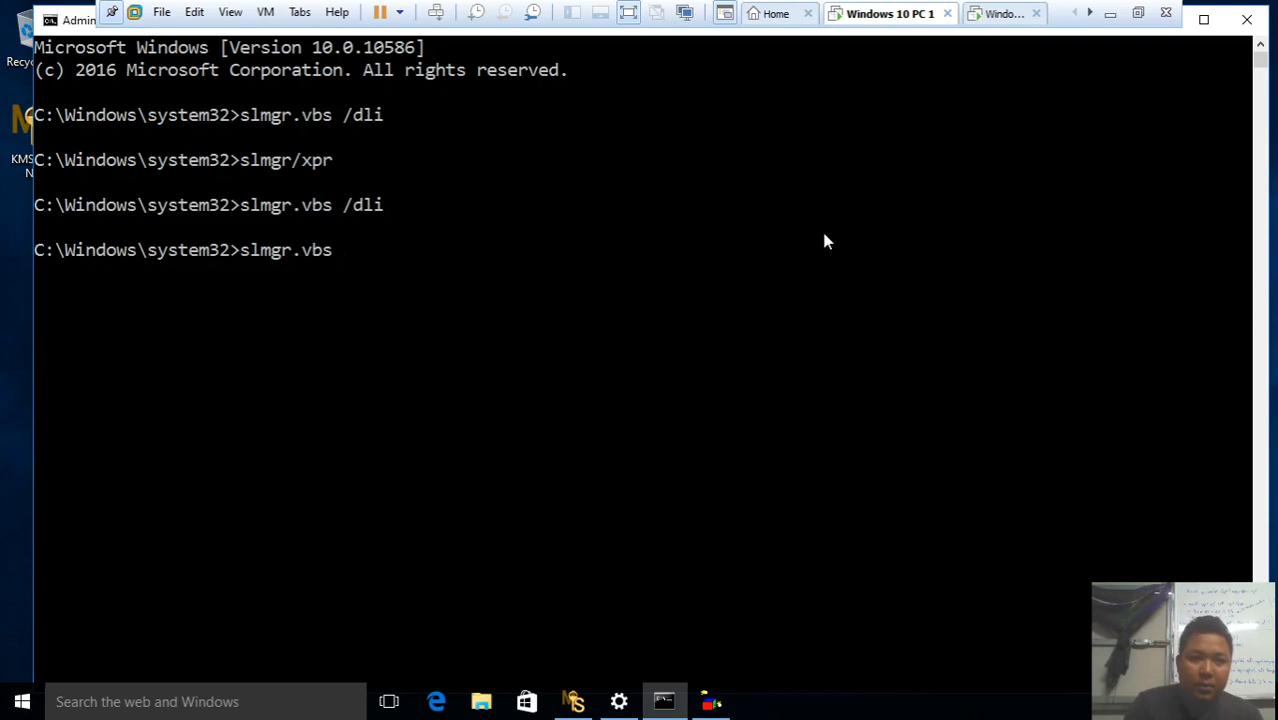 Recyc
KMS
N
Admin
File Edit View VM Tabs Help
Home
Windows 10 PC 1
Windo...
Microsoft Windows [Version 10.0.10586]
(c) 2016 Microsoft Corporation. All rights reserved.
C:\Windows\system32>slmgr.vbs /dli
C:\Windows\system32>slmgr/xpr
C:\Windows\system32>slmgr.vbs /dli
C:\Windows\system32>slmgr.vbs
Search the web and Windows